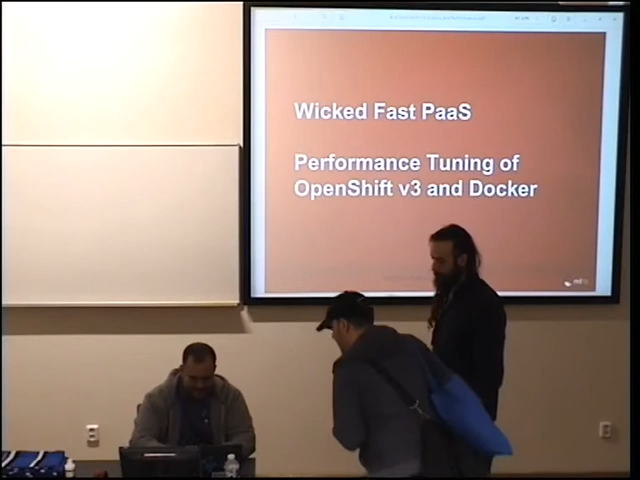 Wicked Fast PaaS
Performance Tuning of
OpenShift v3 and Docker